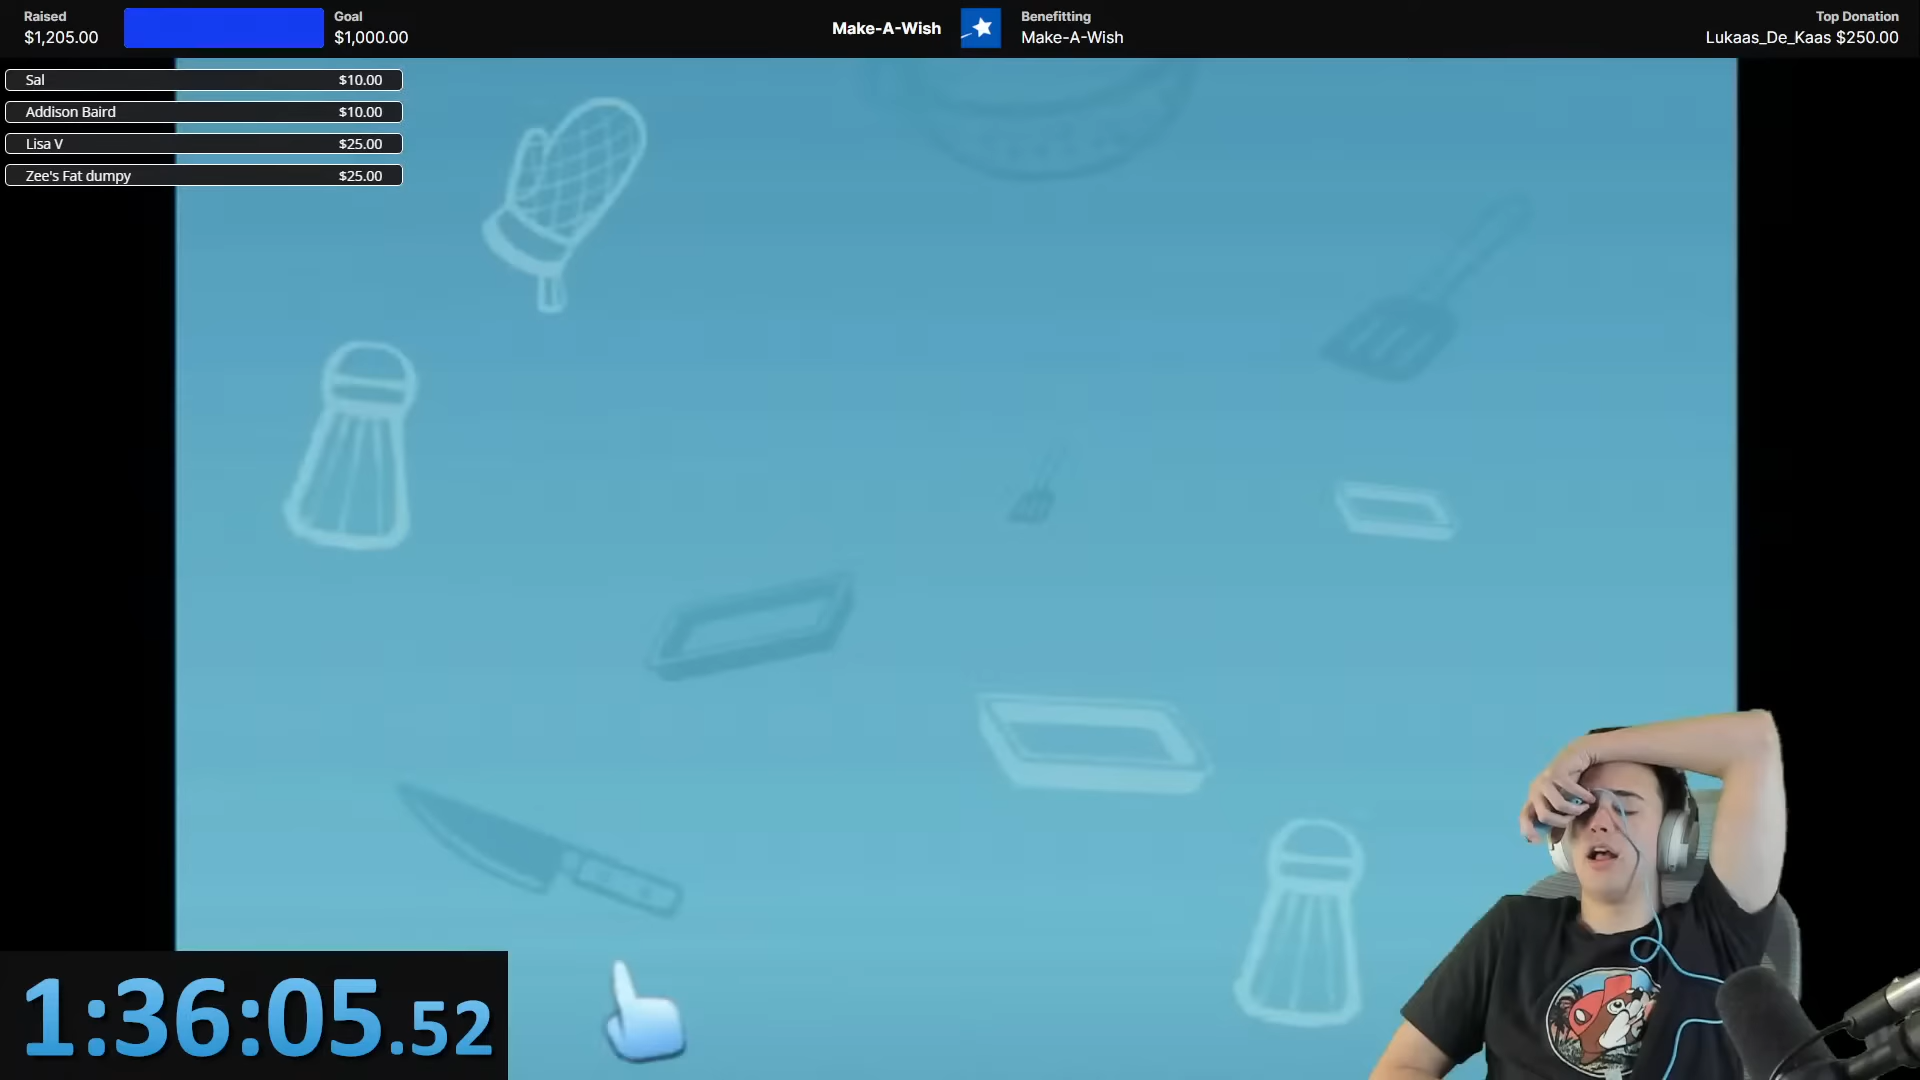 Raised
$1,205.00
Goal
$1,000.00
Make-A-Wish
Benefitting
Make-A-Wish
Top Donation
Lukaas_De_Kaas $250.00
Sal $10.00
Addison Baird $10.00
Lisa V $25.00
Zee's Fat dumpy $25.00
1:36:05.52